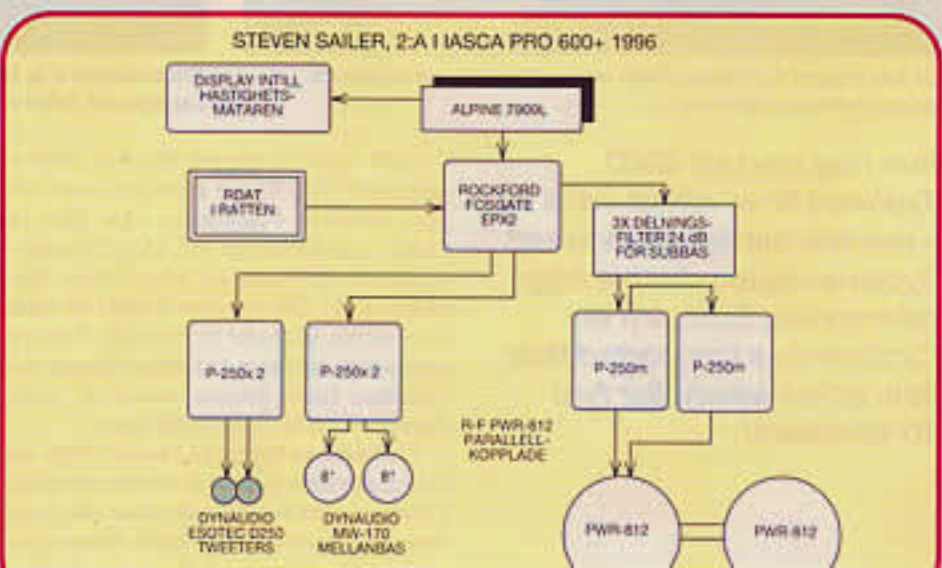 STEVEN SAILER, 2:A I IASCA PRO 600+ 1996
DISPLAY INTILL
HASTIGHETS-
MÄTAREN
ALPINE 7909L
RDAT
I RATTEN
ROCKFORD
FOSGATE
EPX2
3X DELNINGS-
FILTER 24 dB
FÖR SUBBAS
P-250x 2
P-250x 2
P-250m
P-250m
R-F PWR-812
PARALLELL-
KOPPLADE
8"
8"
DYNAUDIO
ESOTEC D250
TWEETERS
DYNAUDIO
MW-170
MELLANBAS
PWR-812
PWR-812